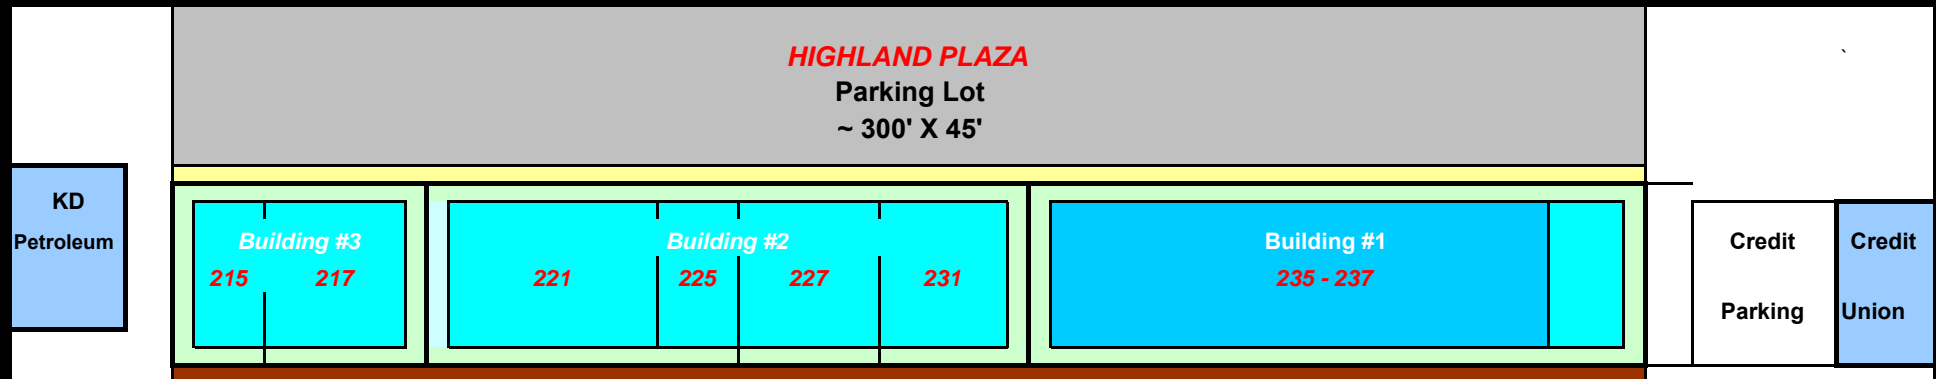 HIGHLAND PLAZA
Parking Lot
~ 300' X 45'
`
KD
Petroleum
Building #3
215 217
Building #2
221 225 227 231
Building #1
235 - 237
Credit
Parking
Credit
Union